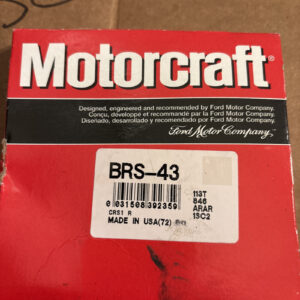 Motorcraft®
Designed, engineered and recommended by Ford Motor Company.
Conçu, développé et recommandé par Ford Motor Company.
Diseñado, desarrollado y recomendado por Ford Motor Company.
Ford Motor Company,
BRS-43
0 031508 392359
CRS1 R
MADE IN USA(72)
113T
846
ARAR
13C2